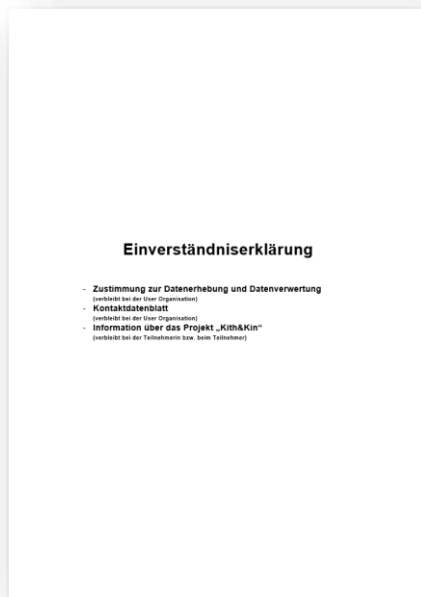 Einverständniserklärung
- Zustimmung zur Datenerhebung und Datenverwertung
(verbleibt bei der User Organisation)
- Kontaktdatenblatt
(verbleibt bei der User Organisation)
- Information über das Projekt „Kith&Kin“
(verbleibt bei der Teilnehmerin bzw. beim Teilnehmer)